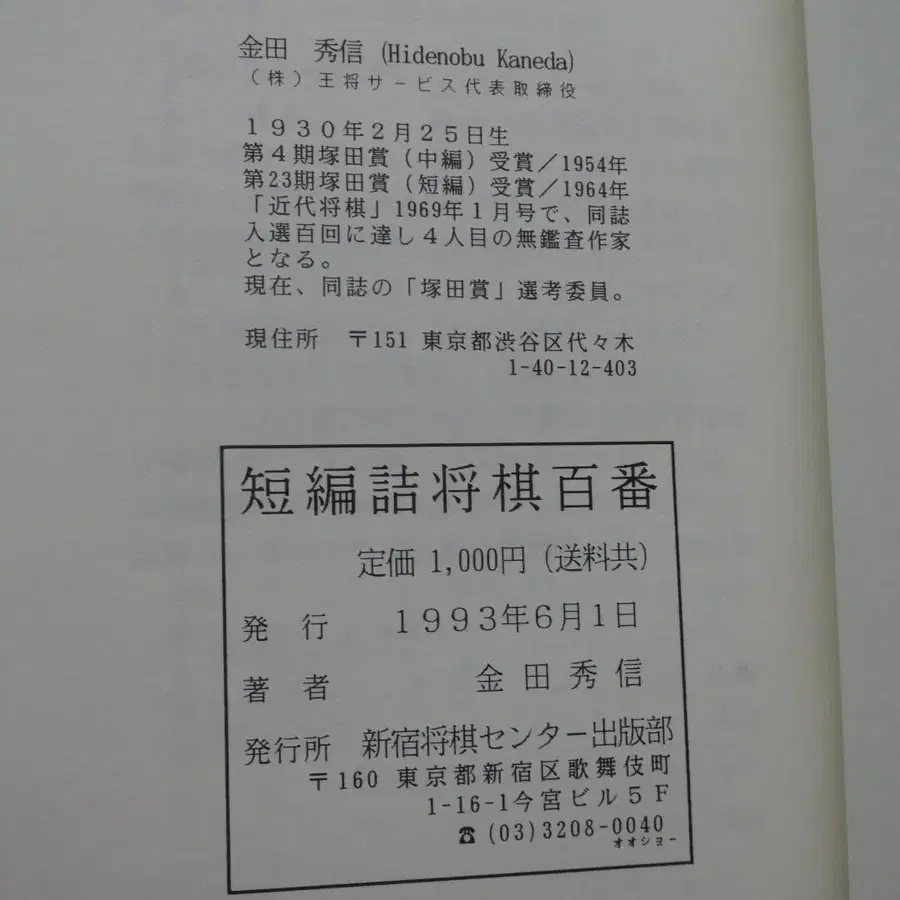 金田　秀信 (Hidenobu Kaneda)
（株）王将サービス代表取締役
１９３０年２月２５日生
第４期塚田賞（中編）受賞／1954年
第23期塚田賞（短編）受賞／1964年
「近代将棋」1969年１月号で、同誌
入選百回に達し４人目の無鑑査作家
となる。
現在、同誌の「塚田賞」選考委員。
現住所　〒151 東京都渋谷区代々木
1-40-12-403
短編詰将棋百番
定価 1,000円（送料共）
発　行　　１９９３年６月１日
著　者　　金　田　秀　信
発行所　新宿将棋センター出版部
〒160 東京都新宿区歌舞伎町
1-16-1今宮ビル５Ｆ
☎ (03)3208-0040
オオショー